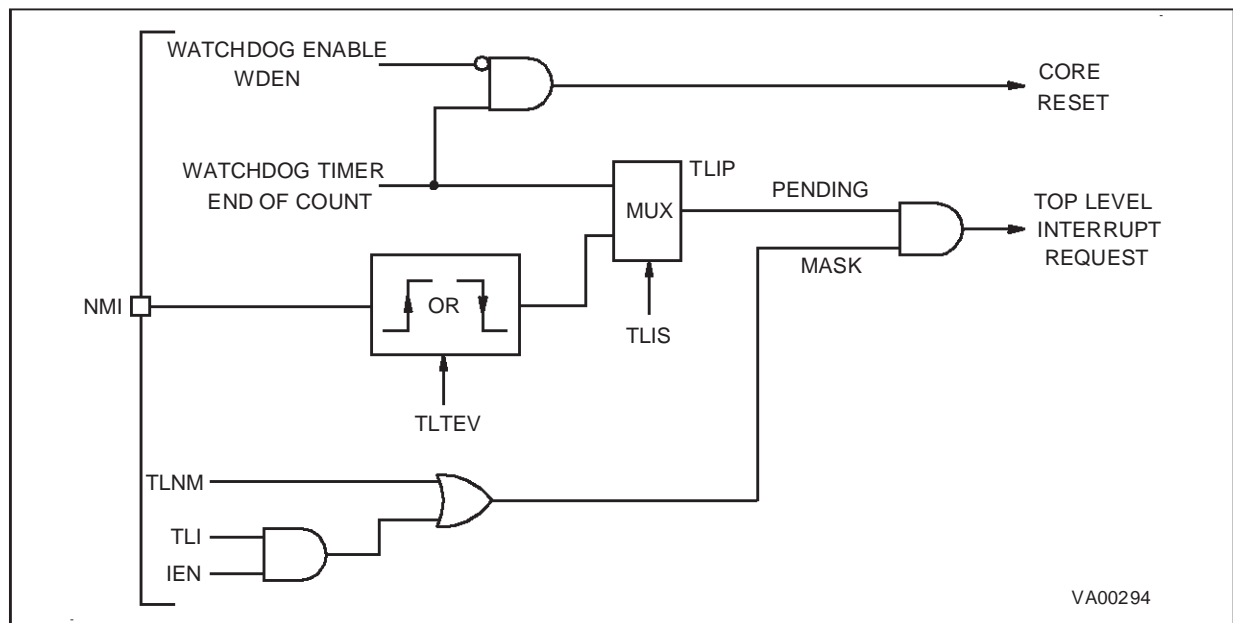 WATCHDOG ENABLE
WDEN
CORE
RESET
WATCHDOG TIMER
END OF COUNT
TLIP
MUX
PENDING
TOP LEVEL
INTERRUPT
REQUEST
MASK
NMI
OR
TLIS
TLTEV
TLNM
TLI
IEN
VA00294